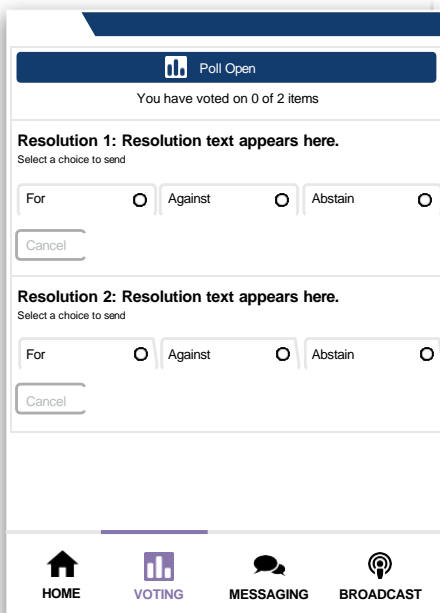 Poll Open
You have voted on 0 of 2 items
Resolution 1: Resolution text appears here.
Select a choice to send
For Against Abstain
Cancel
Resolution 2: Resolution text appears here.
Select a choice to send
For Against Abstain
Cancel
HOME VOTING MESSAGING BROADCAST